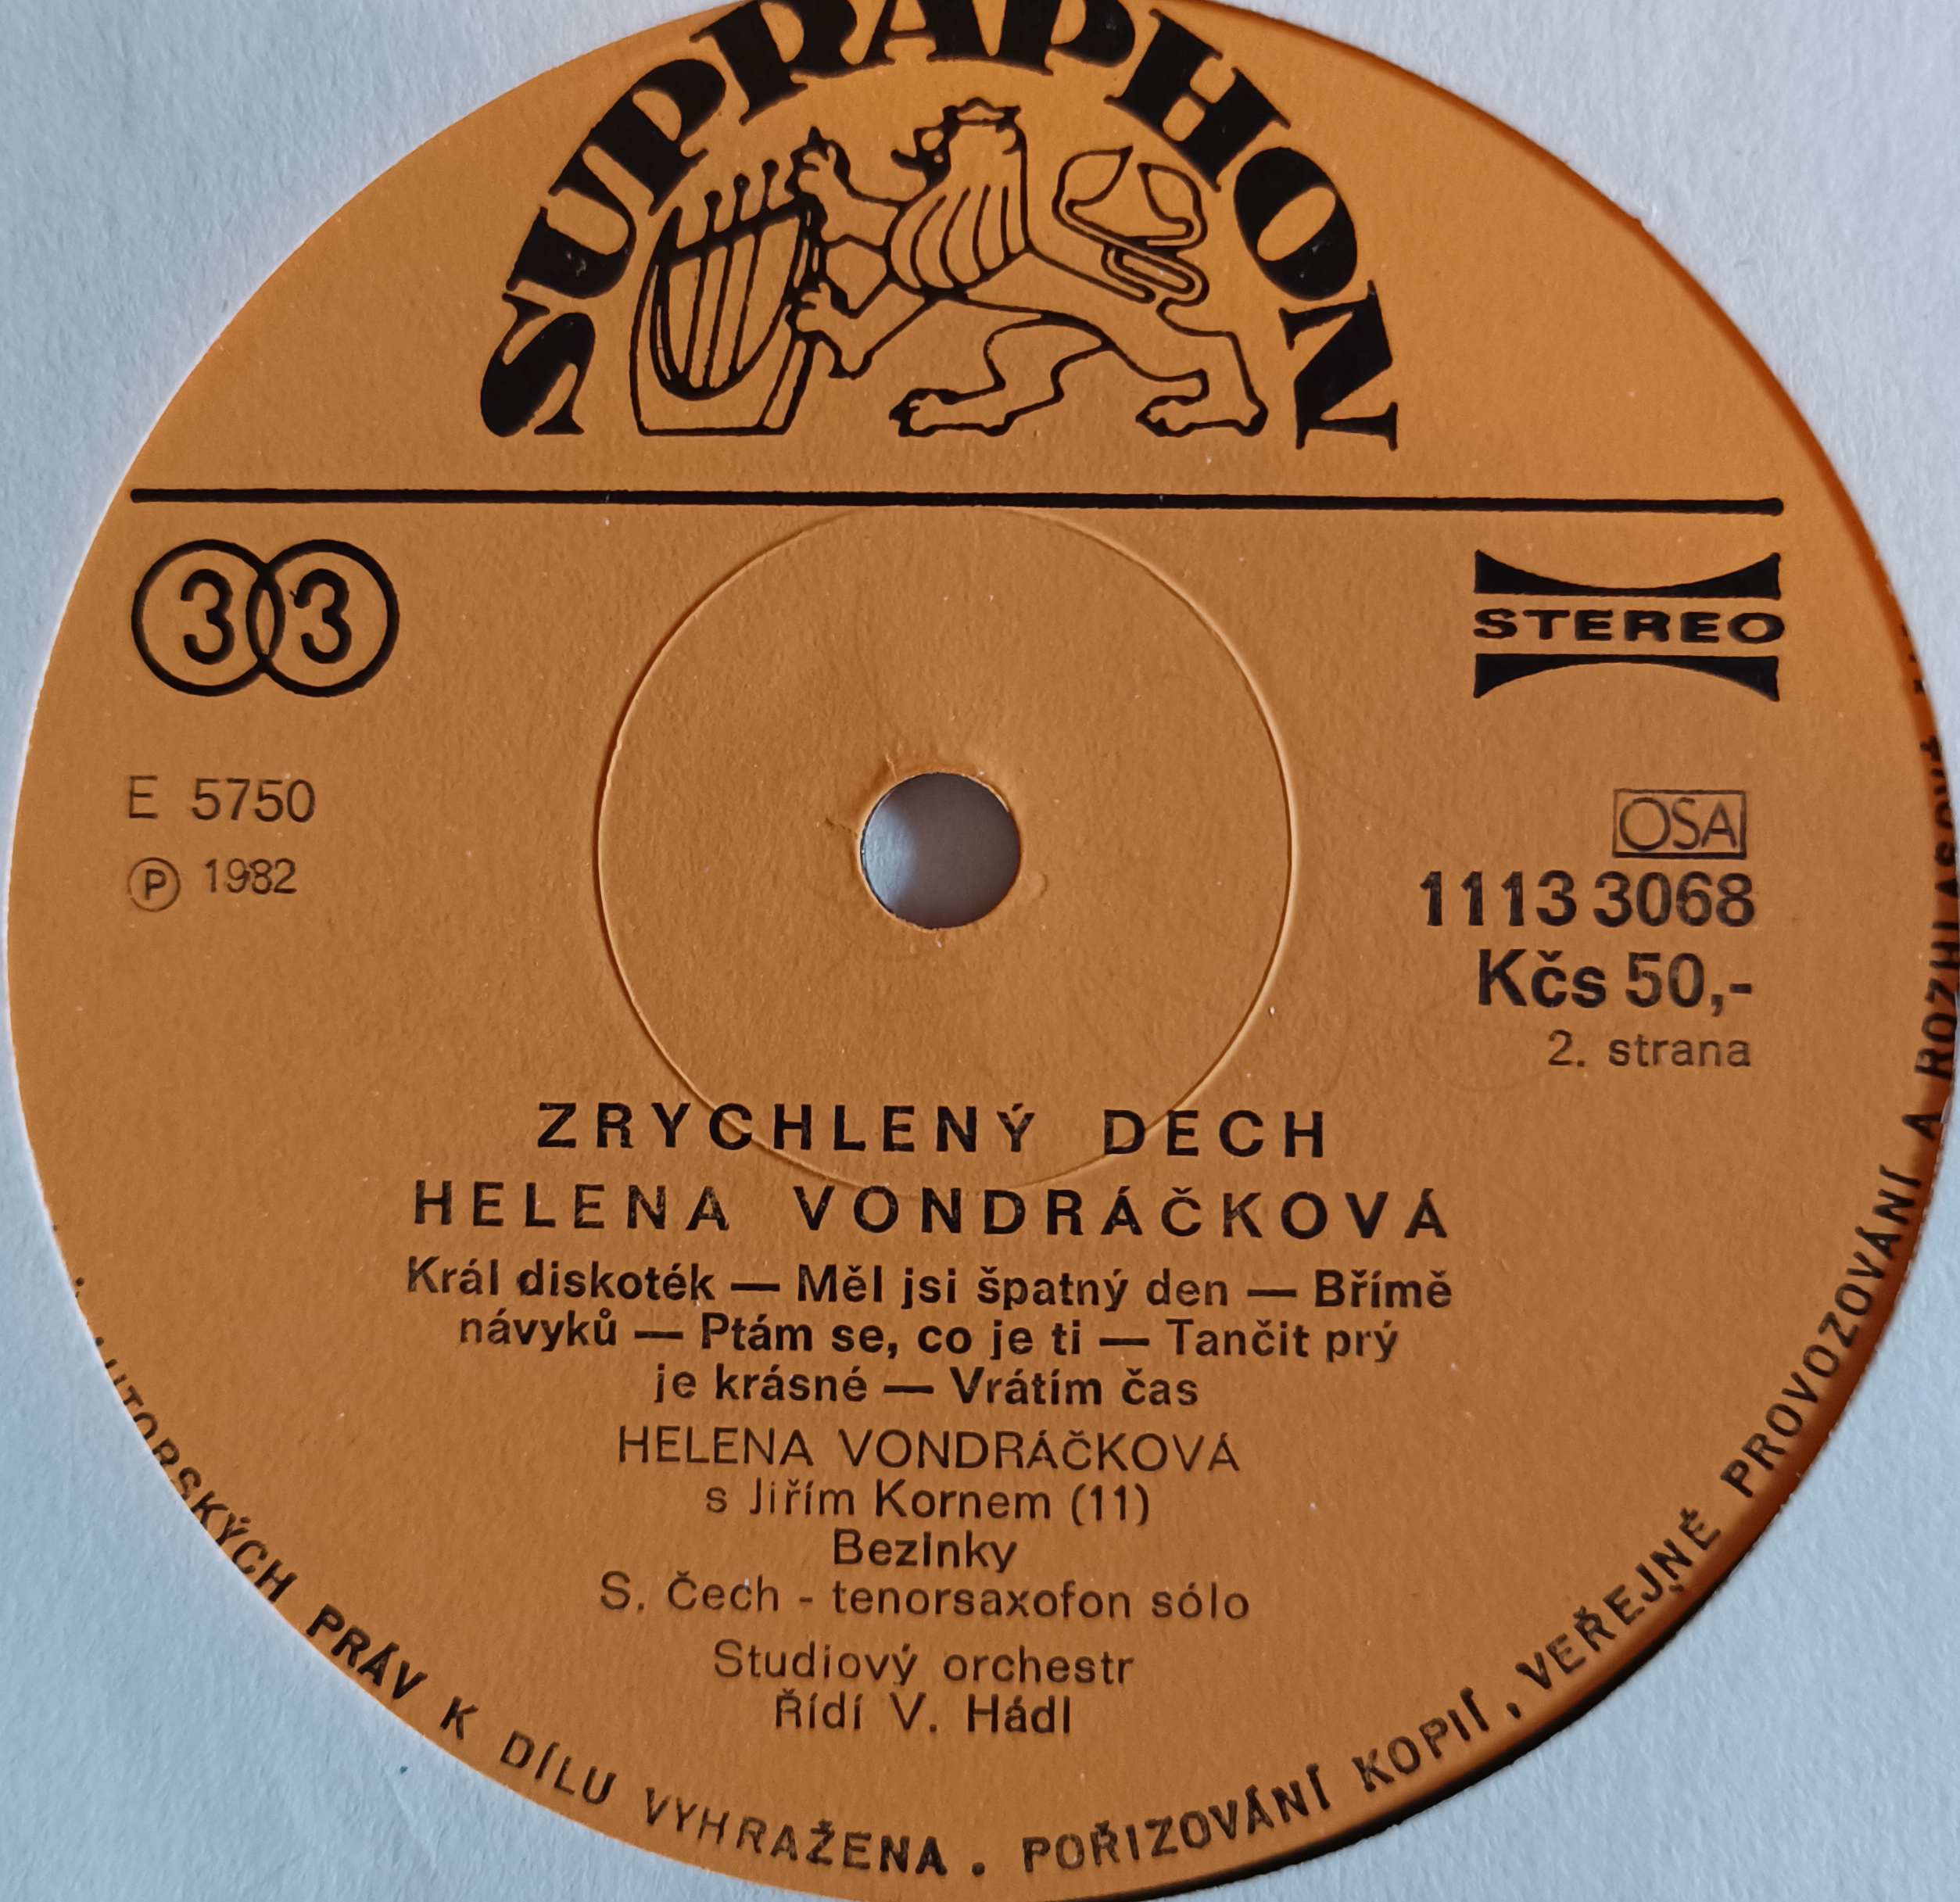 SUPRAPHON
33
STEREO
E 5750
Ⓟ 1982
OSA
1113 3068
Kčs 50,-
2. strana
ZRYCHLENÝ DECH
HELENA VONDRÁČKOVÁ
Král diskoték — Měl jsi špatný den — Břímě
návyků — Ptám se, co je ti — Tančit prý
je krásné — Vrátím čas
HELENA VONDRÁČKOVÁ
s Jiřím Kornem (11)
Bezinky
S. Čech - tenorsaxofon sólo
Studiový orchestr
Řídí V. Hádl
PRÁV K DÍLU VYHRAŽENA. POŘIZOVÁNÍ KOPIÍ, VEŘEJNÉ PROVOZOVÁNÍ A